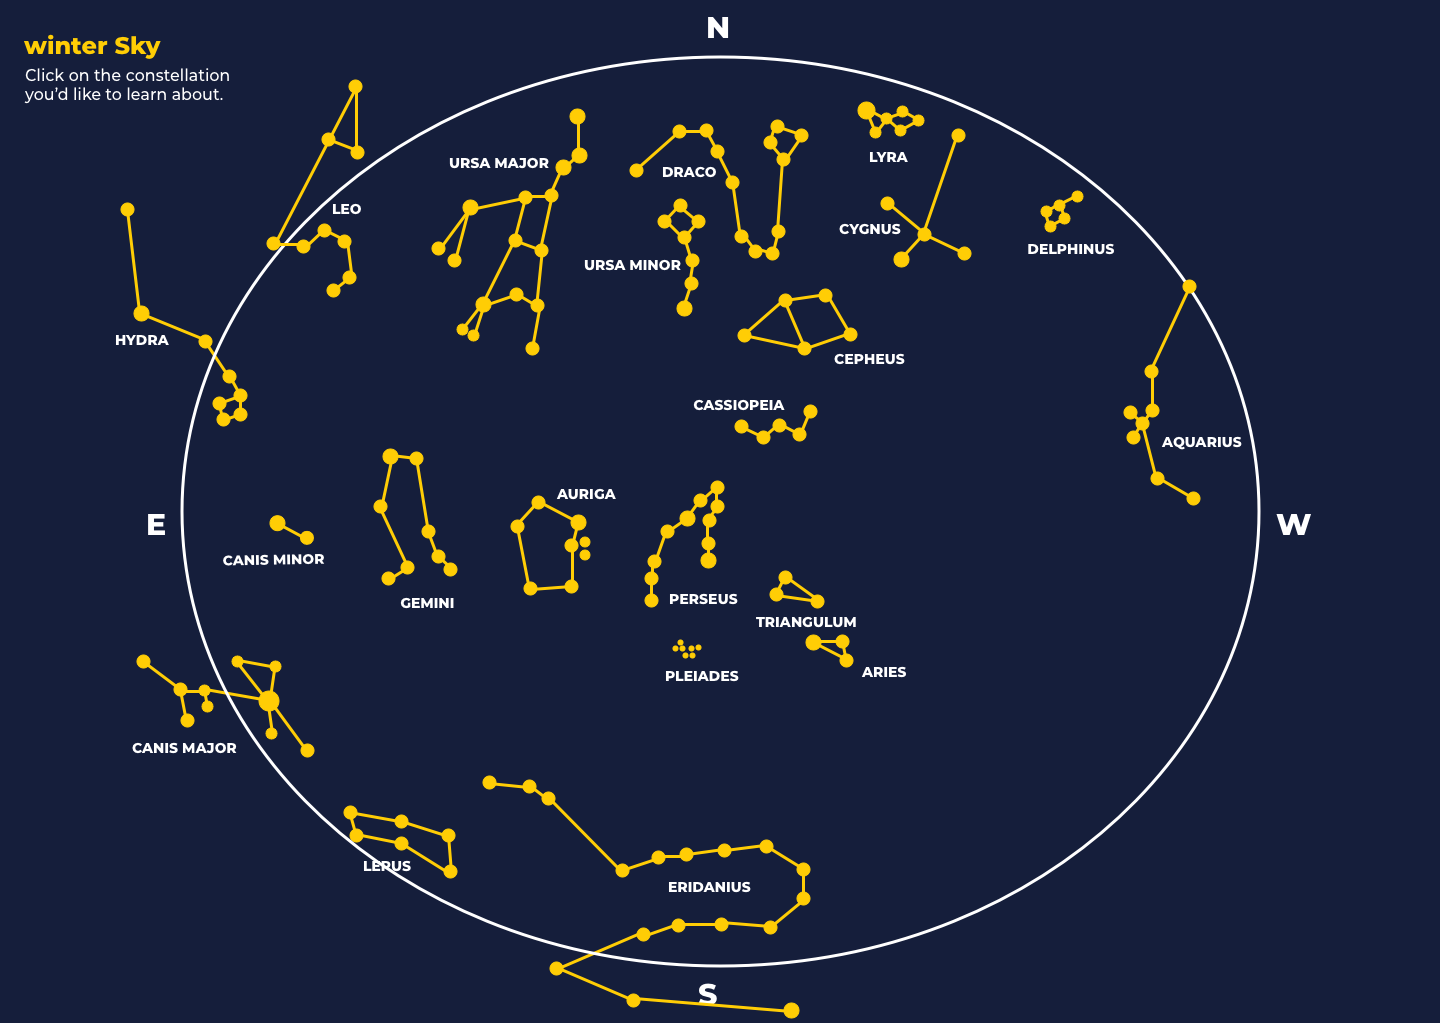 N
winter Sky
Click on the constellation
you'd like to learn about.
URSA MAJOR
DRACO
LYRA
LEO
CYGNUS
DELPHINUS
URSA MINOR
HYDRA
CEPHEUS
CASSIOPEIA
AQUARIUS
AURIGA
E
W
CANIS MINOR
GEMINI
PERSEUS
TRIANGULUM
PLEIADES
ARIES
CANIS MAJOR
LEPUS
ERIDANIUS
S